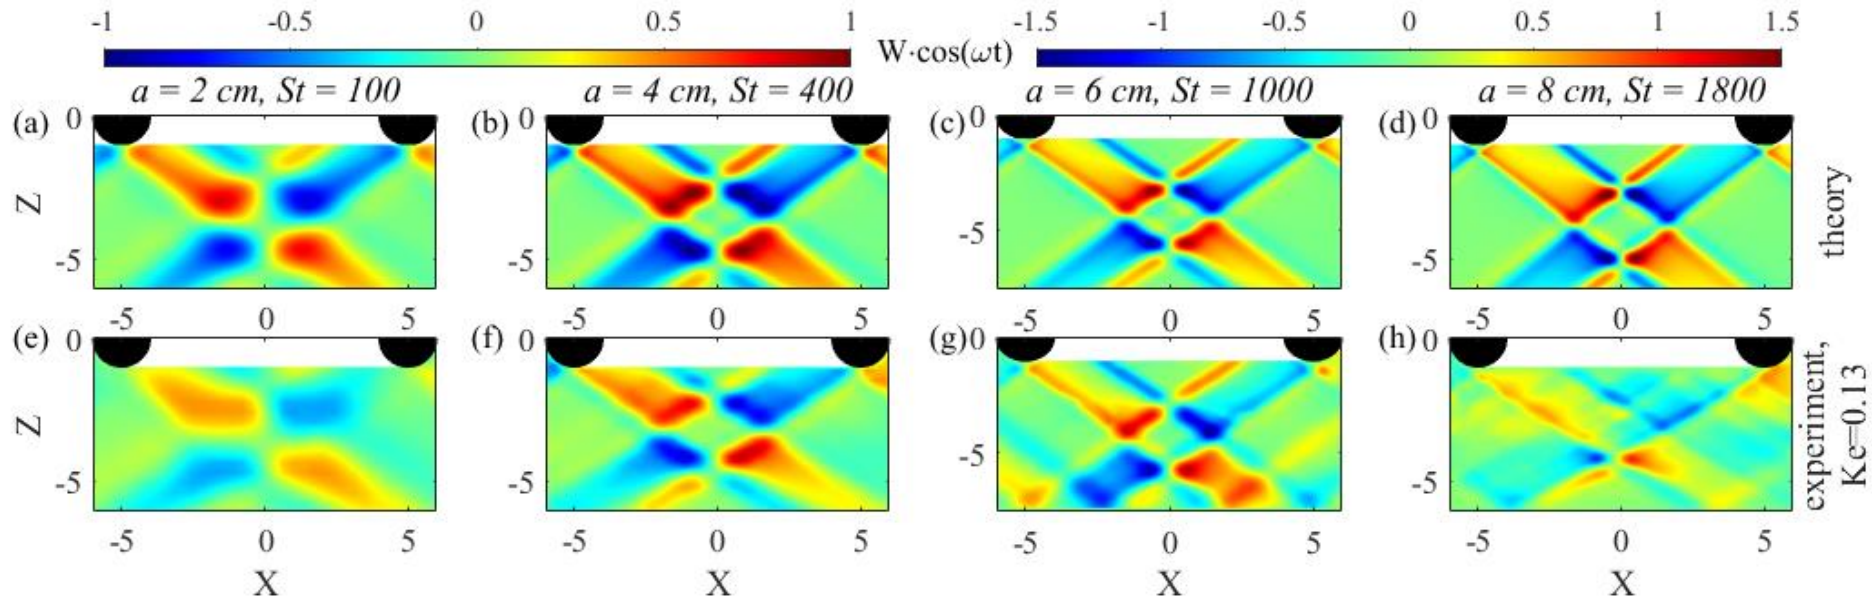 -1 -0.5 0 0.5 1 W·cos(ωt) -1.5 -1 -0.5 0 0.5 1 1.5
a = 2 cm, St = 100 a = 4 cm, St = 400 a = 6 cm, St = 1000 a = 8 cm, St = 1800
(a) 0 (b) 0 (c) 0 (d) 0
Z
-5 -5 -5 -5
theory
-5 0 5 -5 0 5 -5 0 5 -5 0 5
(e) 0 (f) 0 (g) 0 (h) 0
Z
-5 -5 -5 -5
experiment,
Ke=0.13
-5 0 5 -5 0 5 -5 0 5 -5 0 5
X X X X